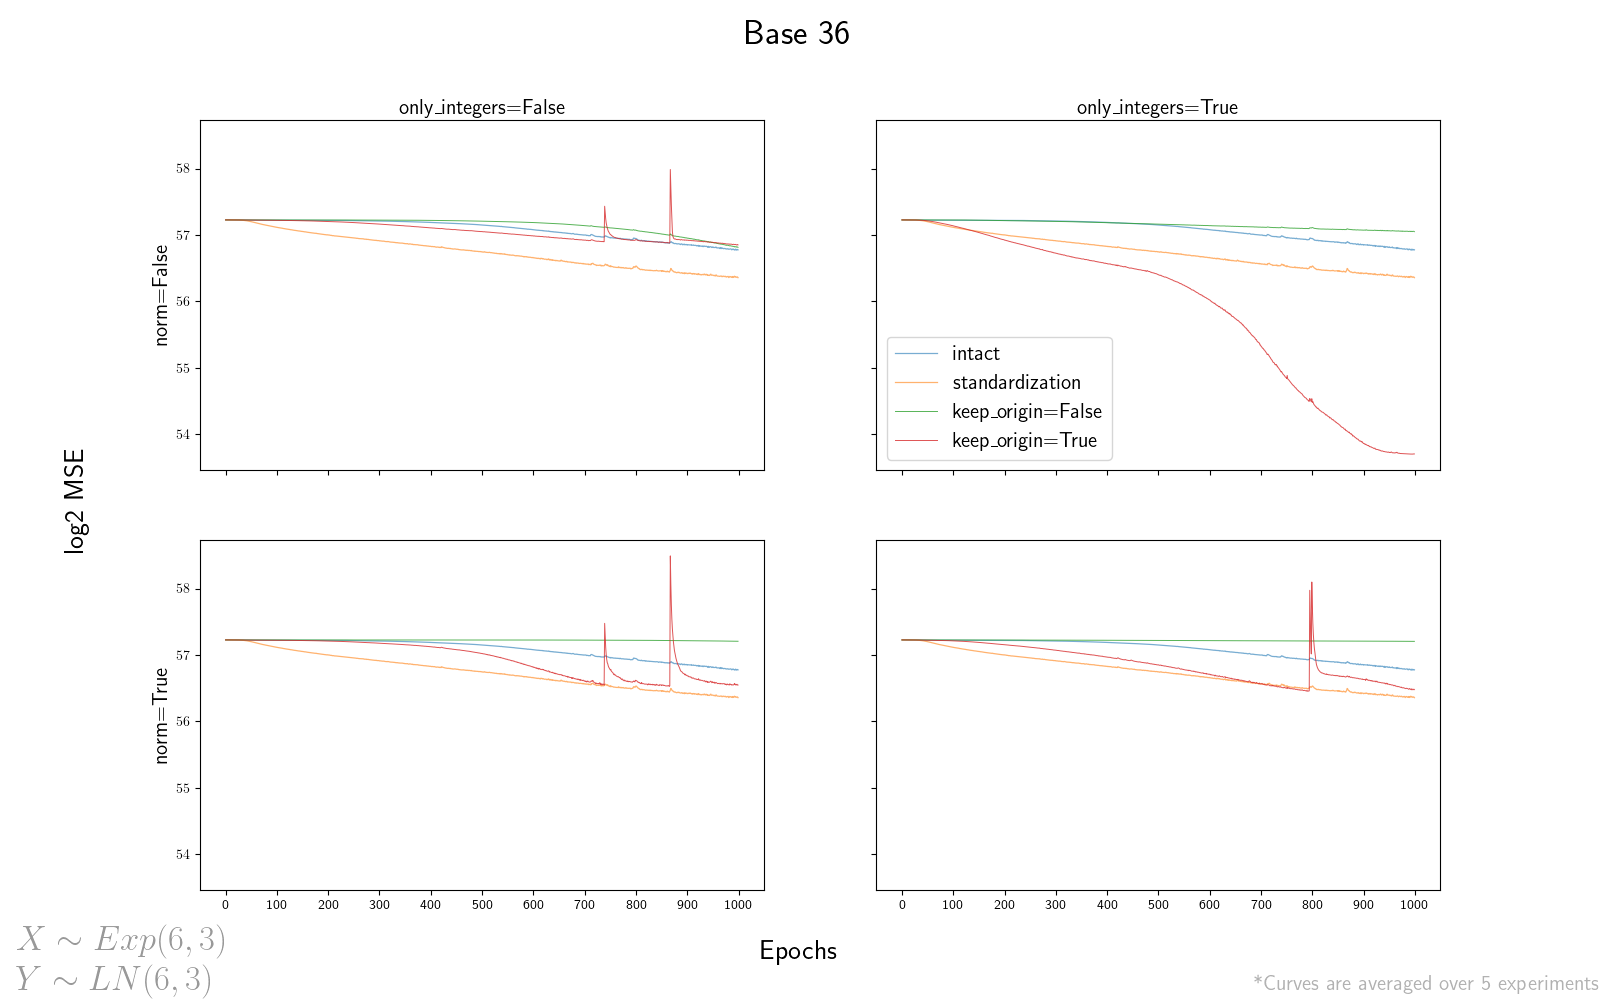 Base 36
only_integers=False
only_integers=True
58
57
56
55
54
norm=False
intact
standardization
keep_origin=False
keep_origin=True
log2 MSE
58
57
56
55
54
norm=True
0 100 200 300 400 500 600 700 800 900 1000
0 100 200 300 400 500 600 700 800 900 1000
Epochs
X ∼ Exp(6, 3)
Y ∼ LN(6, 3)
*Curves are averaged over 5 experiments